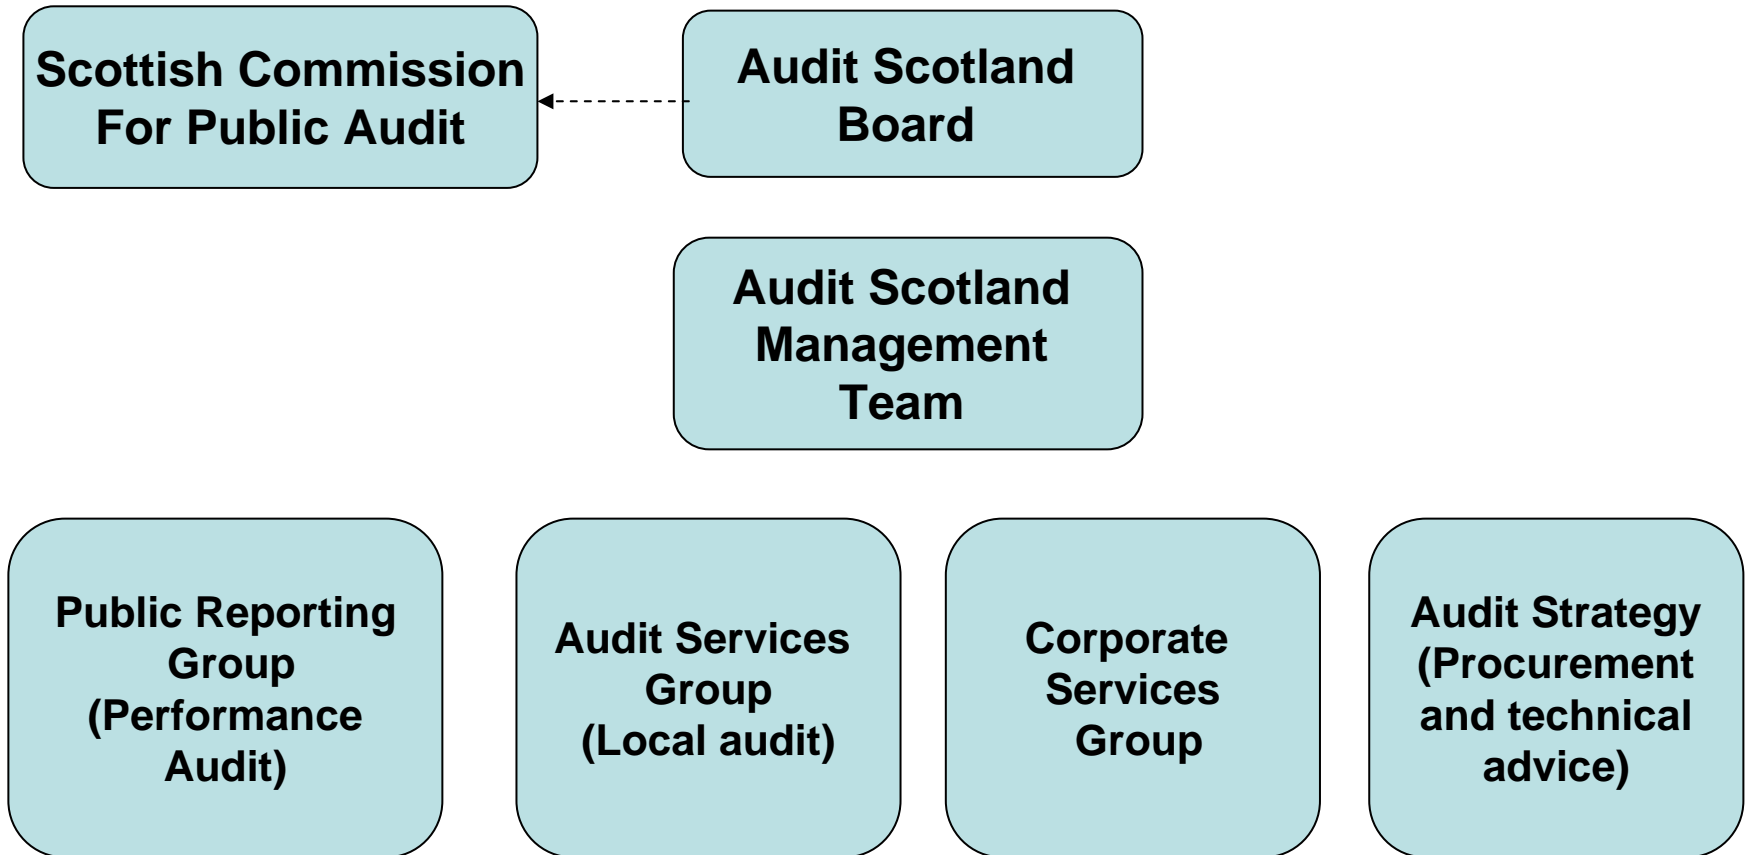 Scottish Commission
For Public Audit
Audit Scotland
Board
Audit Scotland
Management
Team
Public Reporting
Group
(Performance
Audit)
Audit Services
Group
(Local audit)
Corporate
Services
Group
Audit Strategy
(Procurement
and technical
advice)